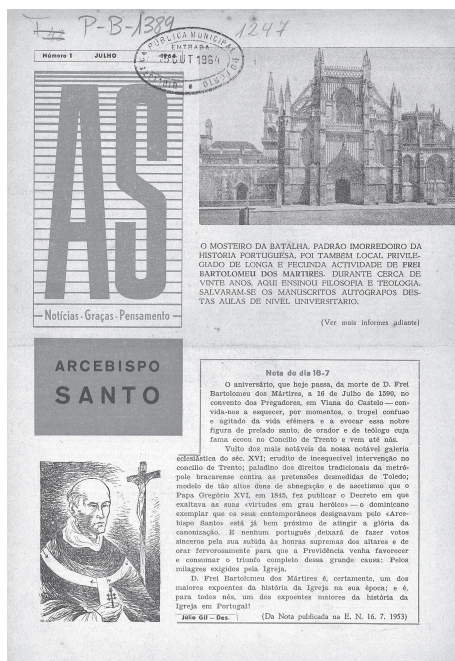 P-B-1389
1247
PÚBLICA MUNICIPAL
ENTRADA
OUT 1964
PORTO
Número 1 JULHO 1964
AS
Notícias - Graças - Pensamento
O MOSTEIRO DA BATALHA, PADRÃO IMORREDOIRO DA
HISTÓRIA PORTUGUESA, FOI TAMBÉM LOCAL PRIVILE-
GIADO DE LONGA E FECUNDA ACTIVIDADE DE FREI
BARTOLOMEU DOS MÁRTIRES. DURANTE CERCA DE
VINTE ANOS, AQUI ENSINOU FILOSOFIA E TEOLOGIA.
SALVARAM-SE OS MANUSCRITOS AUTÓGRAFOS DES-
TAS AULAS DE NÍVEL UNIVERSITÁRIO.
(Ver mais informes adiante)
ARCEBISPO
SANTO
Nota do dia 16-7
O aniversário, que hoje passa, da morte de D. Frei
Bartolomeu dos Mártires, a 16 de Julho de 1590, no
convento dos Pregadores, em Viana do Castelo — con-
vida-nos a esquecer, por momentos, o tropel confuso
e agitado da vida efémera e a evocar essa nobre
figura de prelado santo, de orador e de teólogo cuja
fama ecoou no Concílio de Trento e vem até nós.
Vulto dos mais notáveis da nossa notável galeria
eclesiástica do séc. XVI; erudito de inesquecível intervenção no
concílio de Trento; paladino dos direitos tradicionais da metró-
pole bracarense contra as pretensões desmedidas de Toledo;
modelo de tão altos dons de abnegação e de ascetismo que o
Papa Gregório XVI, em 1845, fez publicar o Decreto em que
exaltava as suas «virtudes em grau heróico» — o dominicano
exemplar que os seus contemporâneos designavam pelo «Arce-
bispo Santo» está já bem próximo de atingir a glória da
canonização. E nenhum português deixará de fazer votos
sinceros pela sua subida às honras supremas dos altares e de
orar fervorosamente para que a Providência venha favorecer
e consumar o triunfo completo dessa grande causa: Pelos
milagres exigidos pela Igreja.
D. Frei Bartolomeu dos Mártires é, certamente, um dos
maiores expoentes da história da Igreja na sua época; e é,
para todos nós, um dos expoentes maiores da história da
Igreja em Portugal!
Júlio Gil — Des.
(Da Nota publicada na E. N. 16. 7. 1953)